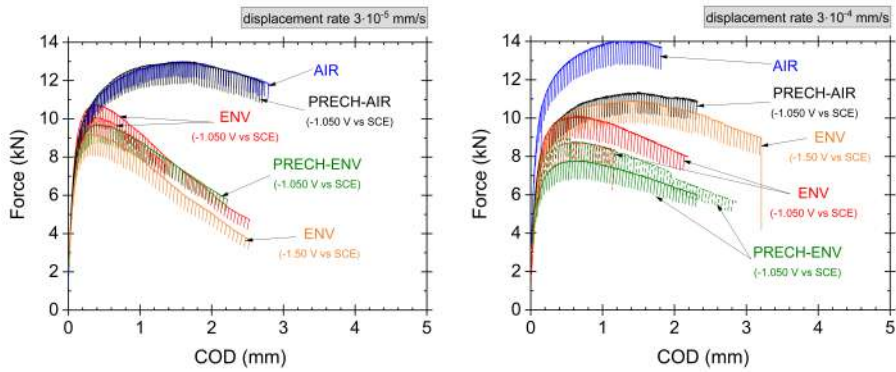 displacement rate 3·10⁻⁵ mm/s
14
12
10
8
6
4
2
0
Force (kN)
0 1 2 3 4 5
COD (mm)
AIR
PRECH-AIR
(-1.050 V vs SCE)
ENV
(-1.050 V vs SCE)
PRECH-ENV
(-1.050 V vs SCE)
ENV
(-1.50 V vs SCE)
displacement rate 3·10⁻⁴ mm/s
14
12
10
8
6
4
2
0
Force (kN)
0 1 2 3 4 5
COD (mm)
AIR
PRECH-AIR
(-1.050 V vs SCE)
ENV
(-1.50 V vs SCE)
ENV
(-1.050 V vs SCE)
PRECH-ENV
(-1.050 V vs SCE)